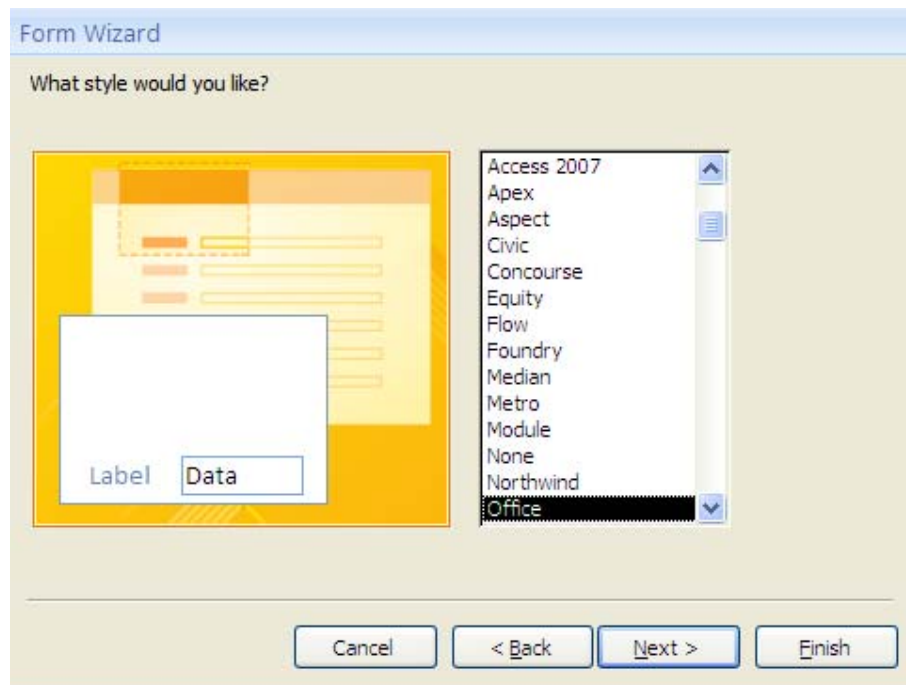 Form Wizard
What style would you like?
Label Data
Access 2007
Apex
Aspect
Civic
Concourse
Equity
Flow
Foundry
Median
Metro
Module
None
Northwind
Office
Cancel < Back Next > Finish